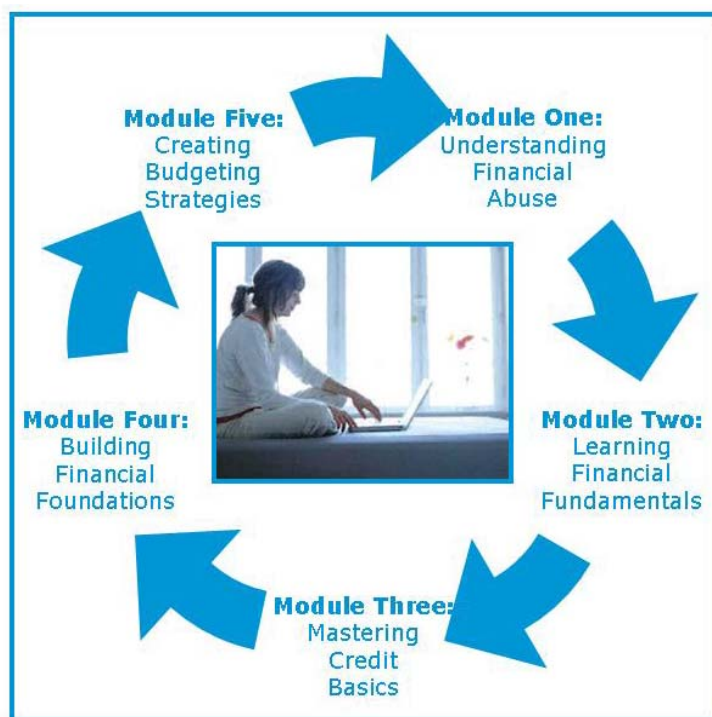 Module One:
Understanding
Financial
Abuse
Module Two:
Learning
Financial
Fundamentals
Module Three:
Mastering
Credit
Basics
Module Four:
Building
Financial
Foundations
Module Five:
Creating
Budgeting
Strategies